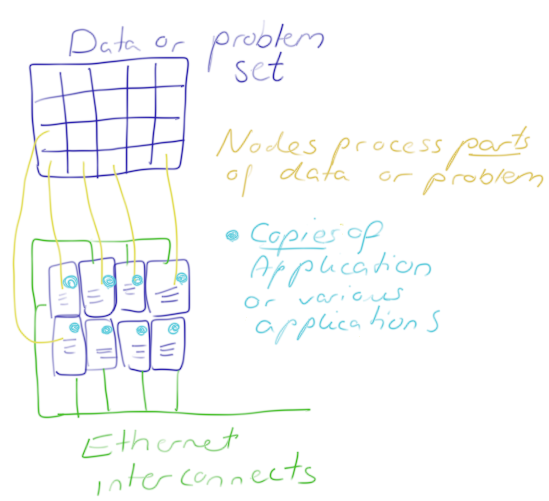 Data or problem
set
Nodes process parts
of data or problem
Copies of
Application
or various
applications
Ethernet
interconnects